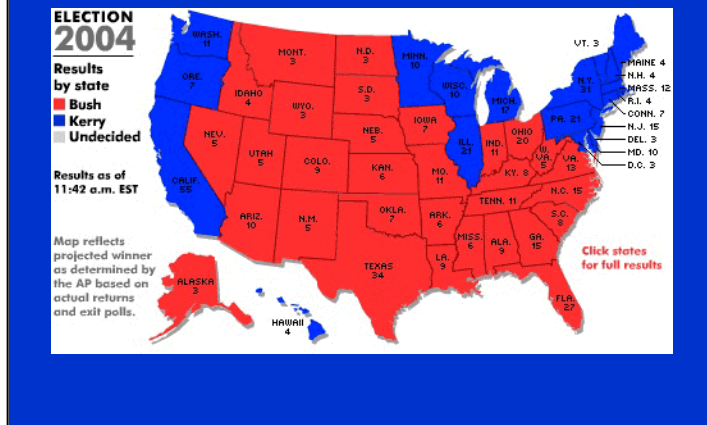 ELECTION
2004
Results
by state
Bush
Kerry
Undecided
Results as of
11:42 a.m. EST
Map reflects
projected winner
as determined by
the AP based on
actual returns
and exit polls.
WASH.
11
ORE.
7
CALIF.
55
NEV.
5
IDAHO
4
MONT.
3
WYO.
3
UTAH
5
ARIZ.
10
COLO.
9
N.M.
5
N.D.
3
S.D.
3
NEB.
5
KAN.
6
OKLA.
7
TEXAS
34
MINN.
10
IOWA
7
MO.
11
ARK.
6
LA.
9
WISC.
10
ILL.
21
MICH.
17
IND.
11
OHIO
20
KY. 8
TENN. 11
MISS.
6
ALA.
9
GA.
15
FLA.
27
S.C.
8
N.C. 15
VA.
13
W.
VA.
5
PA. 21
N.Y.
31
VT. 3
MAINE 4
N.H. 4
MASS. 12
R.I. 4
CONN. 7
N.J. 15
DEL. 3
MD. 10
D.C. 3
ALASKA
3
HAWAII
4
Click states
for full results